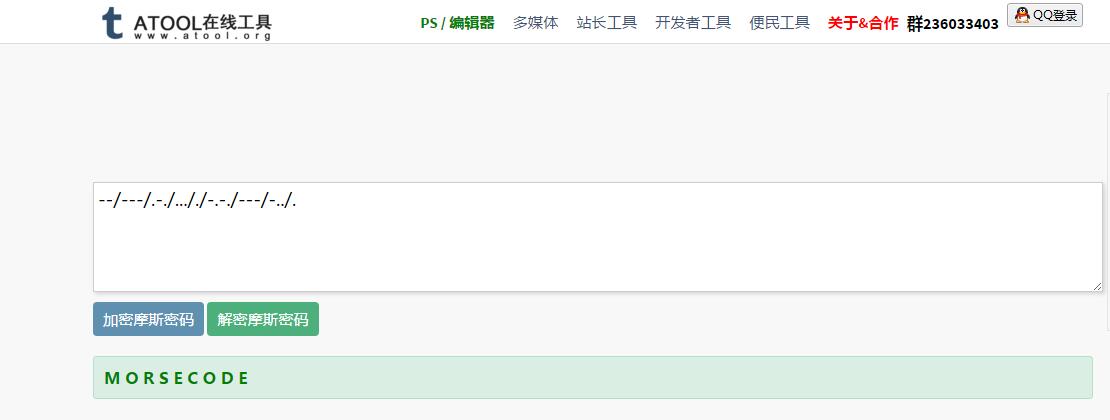 t ATOOL在线工具
www.atool.org
PS / 编辑器 多媒体 站长工具 开发者工具 便民工具 关于&合作 群236033403 QQ登录
--/---/.-./..././-.-./---/-../.
加密摩斯密码 解密摩斯密码
M O R S E C O D E